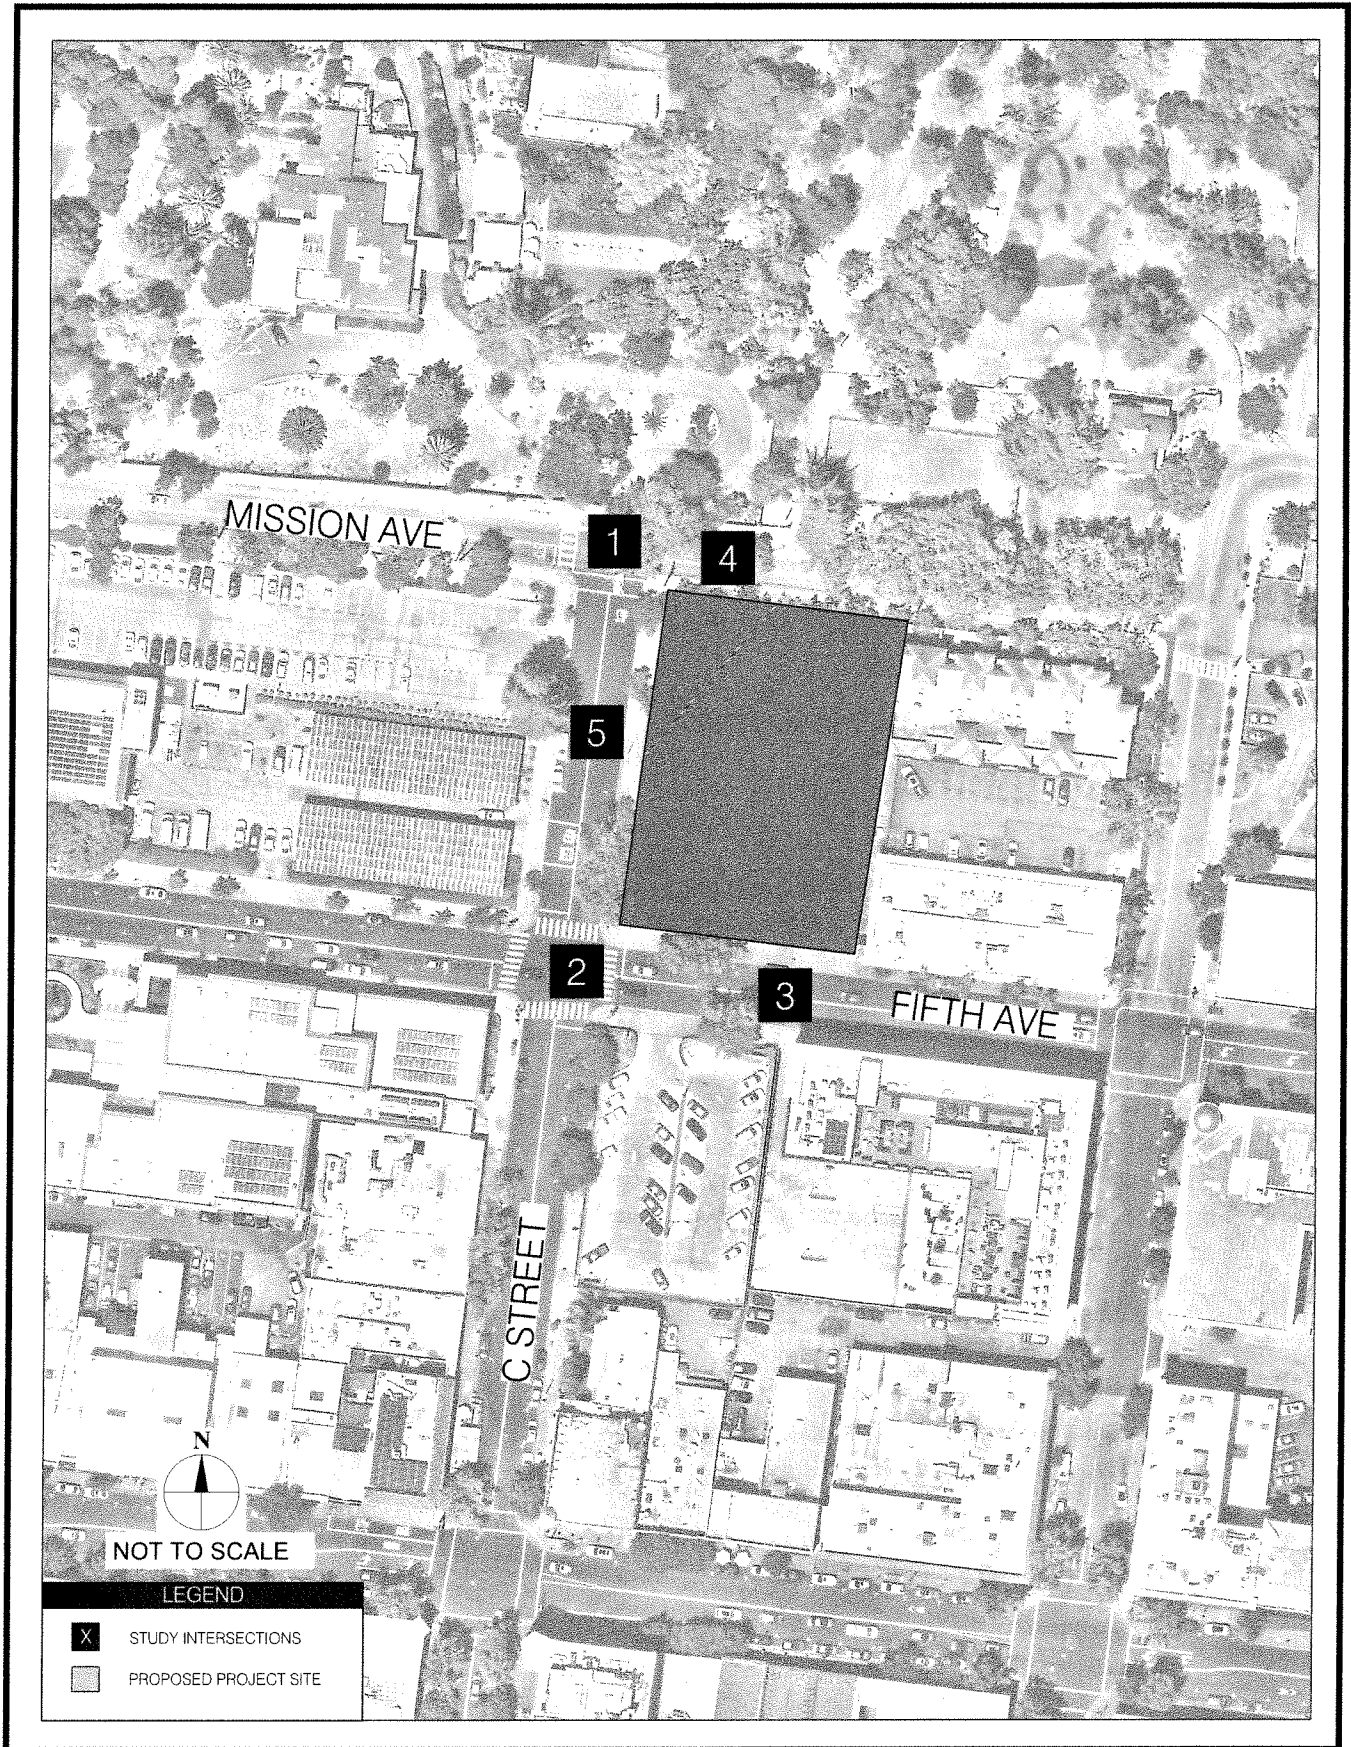 MISSION AVE
1
4
5
2
3
FIFTH AVE
C STREET
N
NOT TO SCALE
LEGEND
X STUDY INTERSECTIONS
PROPOSED PROJECT SITE